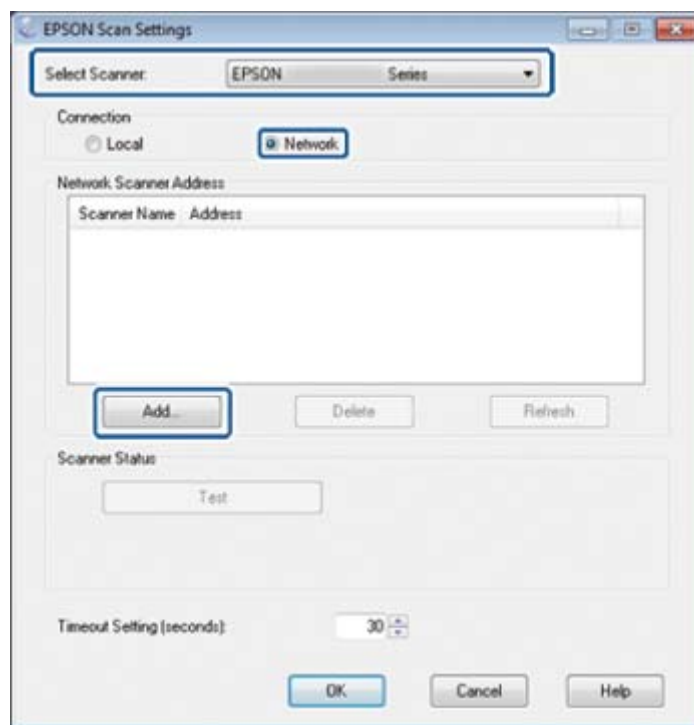 EPSON Scan Settings
Select Scanner: EPSON Series
Connection
Local Network
Network Scanner Address
Scanner Name Address
Add... Delete Refresh
Scanner Status
Test
Timeout Setting (seconds): 30
OK Cancel Help